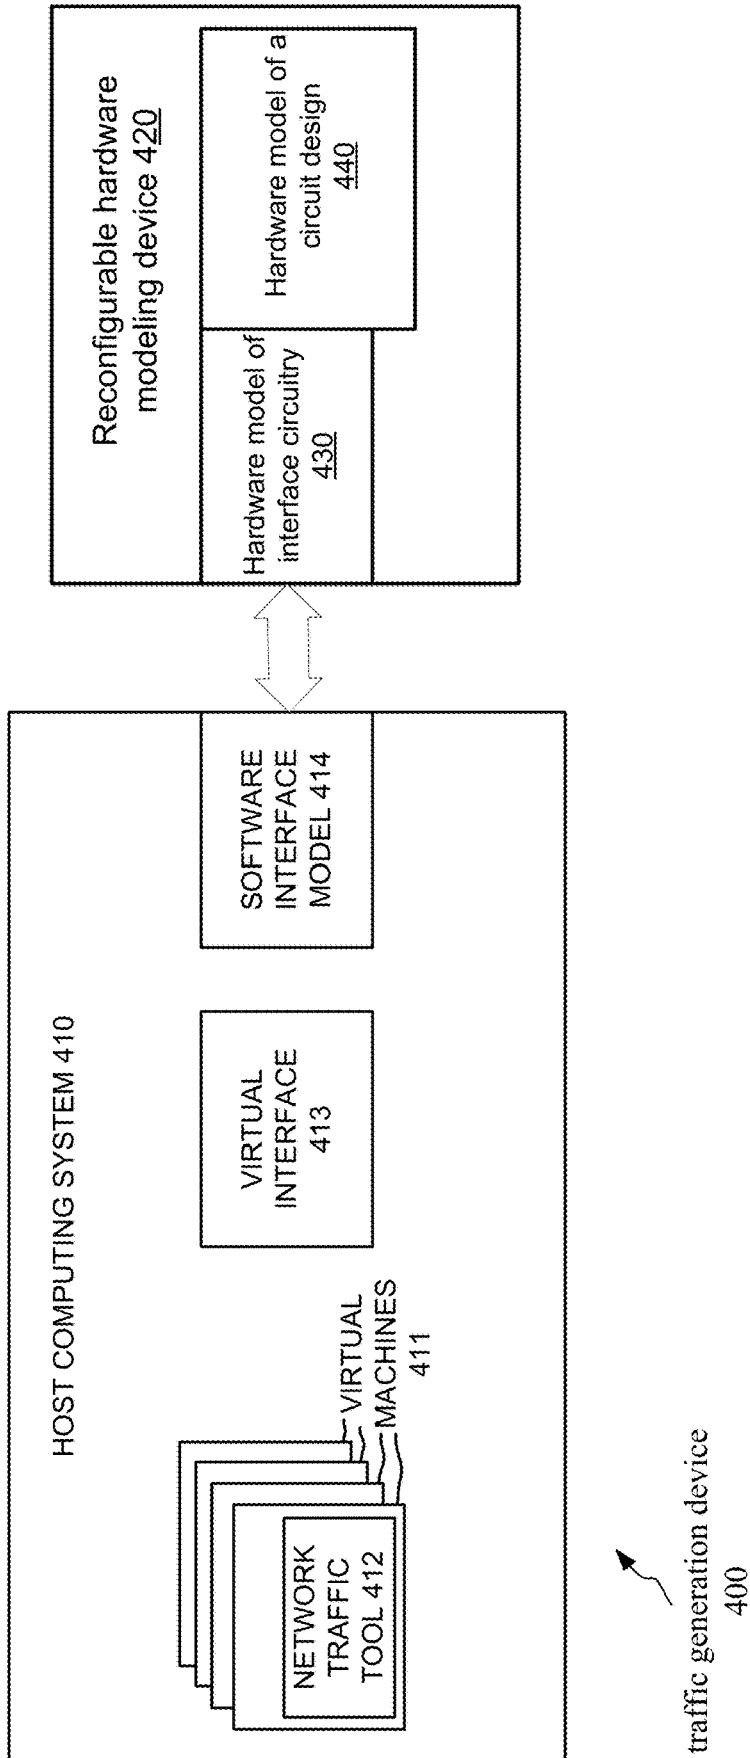 HOST COMPUTING SYSTEM 410
NETWORK
TRAFFIC
TOOL 412
VIRTUAL
MACHINES
411
VIRTUAL
INTERFACE
413
SOFTWARE
INTERFACE
MODEL 414
Reconfigurable hardware
modeling device 420
Hardware model of
interface circuitry
430
Hardware model of a
circuit design
440
traffic generation device
400